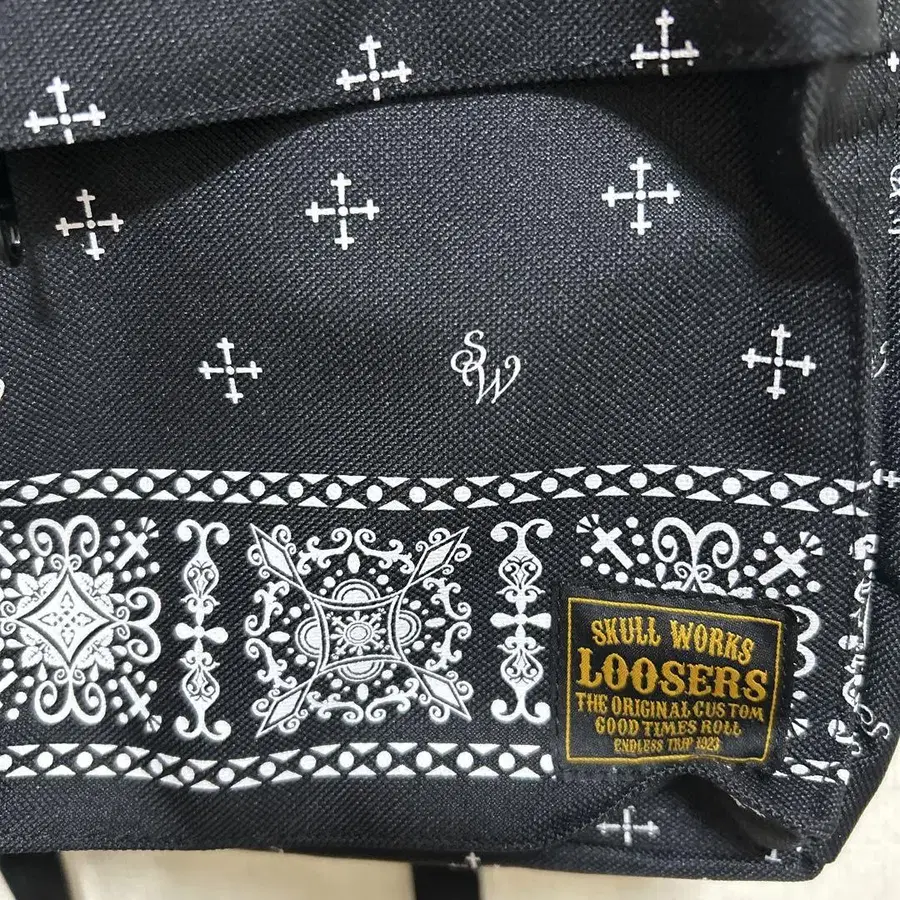 SW
SKULL WORKS
LOOSERS
THE ORIGINAL CUSTOM
GOOD TIMES ROLL
ENDLESS TRIP 1923